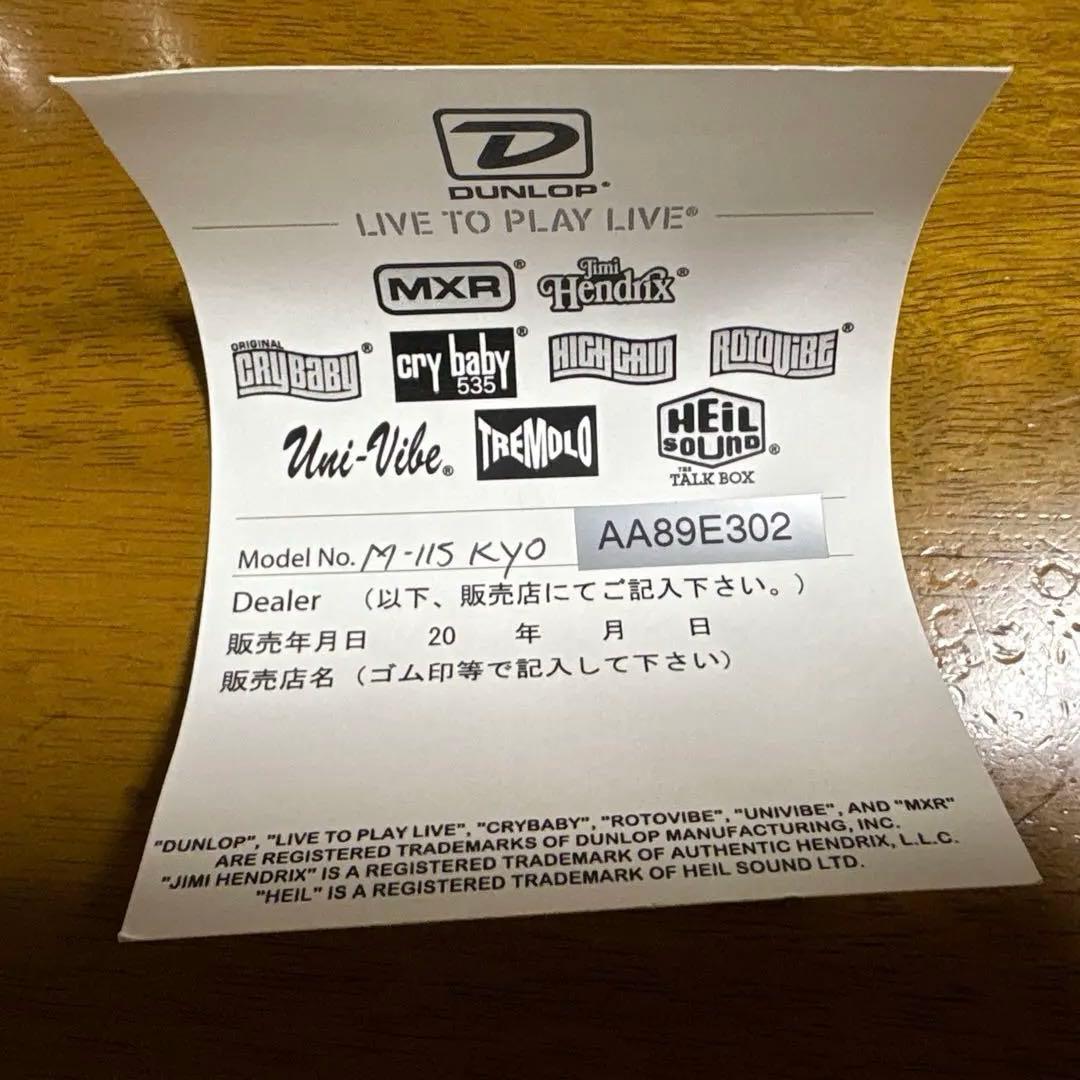 D
DUNLOP®
LIVE TO PLAY LIVE®
MXR® Jimi Hendrix®
ORIGINAL CRYBABY® cry baby 535® HIGH GAIN ROTOVIBE®
Uni-Vibe® TREMOLO HEIL SOUND® THE TALK BOX
Model No. M-115 KYO AA89E302
Dealer （以下、販売店にてご記入下さい。）
販売年月日 20 年 月 日
販売店名（ゴム印等で記入して下さい）
"DUNLOP", "LIVE TO PLAY LIVE", "CRYBABY", "ROTOVIBE", "UNIVIBE", AND "MXR"
ARE REGISTERED TRADEMARKS OF DUNLOP MANUFACTURING, INC.
"JIMI HENDRIX" IS A REGISTERED TRADEMARK OF AUTHENTIC HENDRIX, L.L.C.
"HEIL" IS A REGISTERED TRADEMARK OF HEIL SOUND LTD.